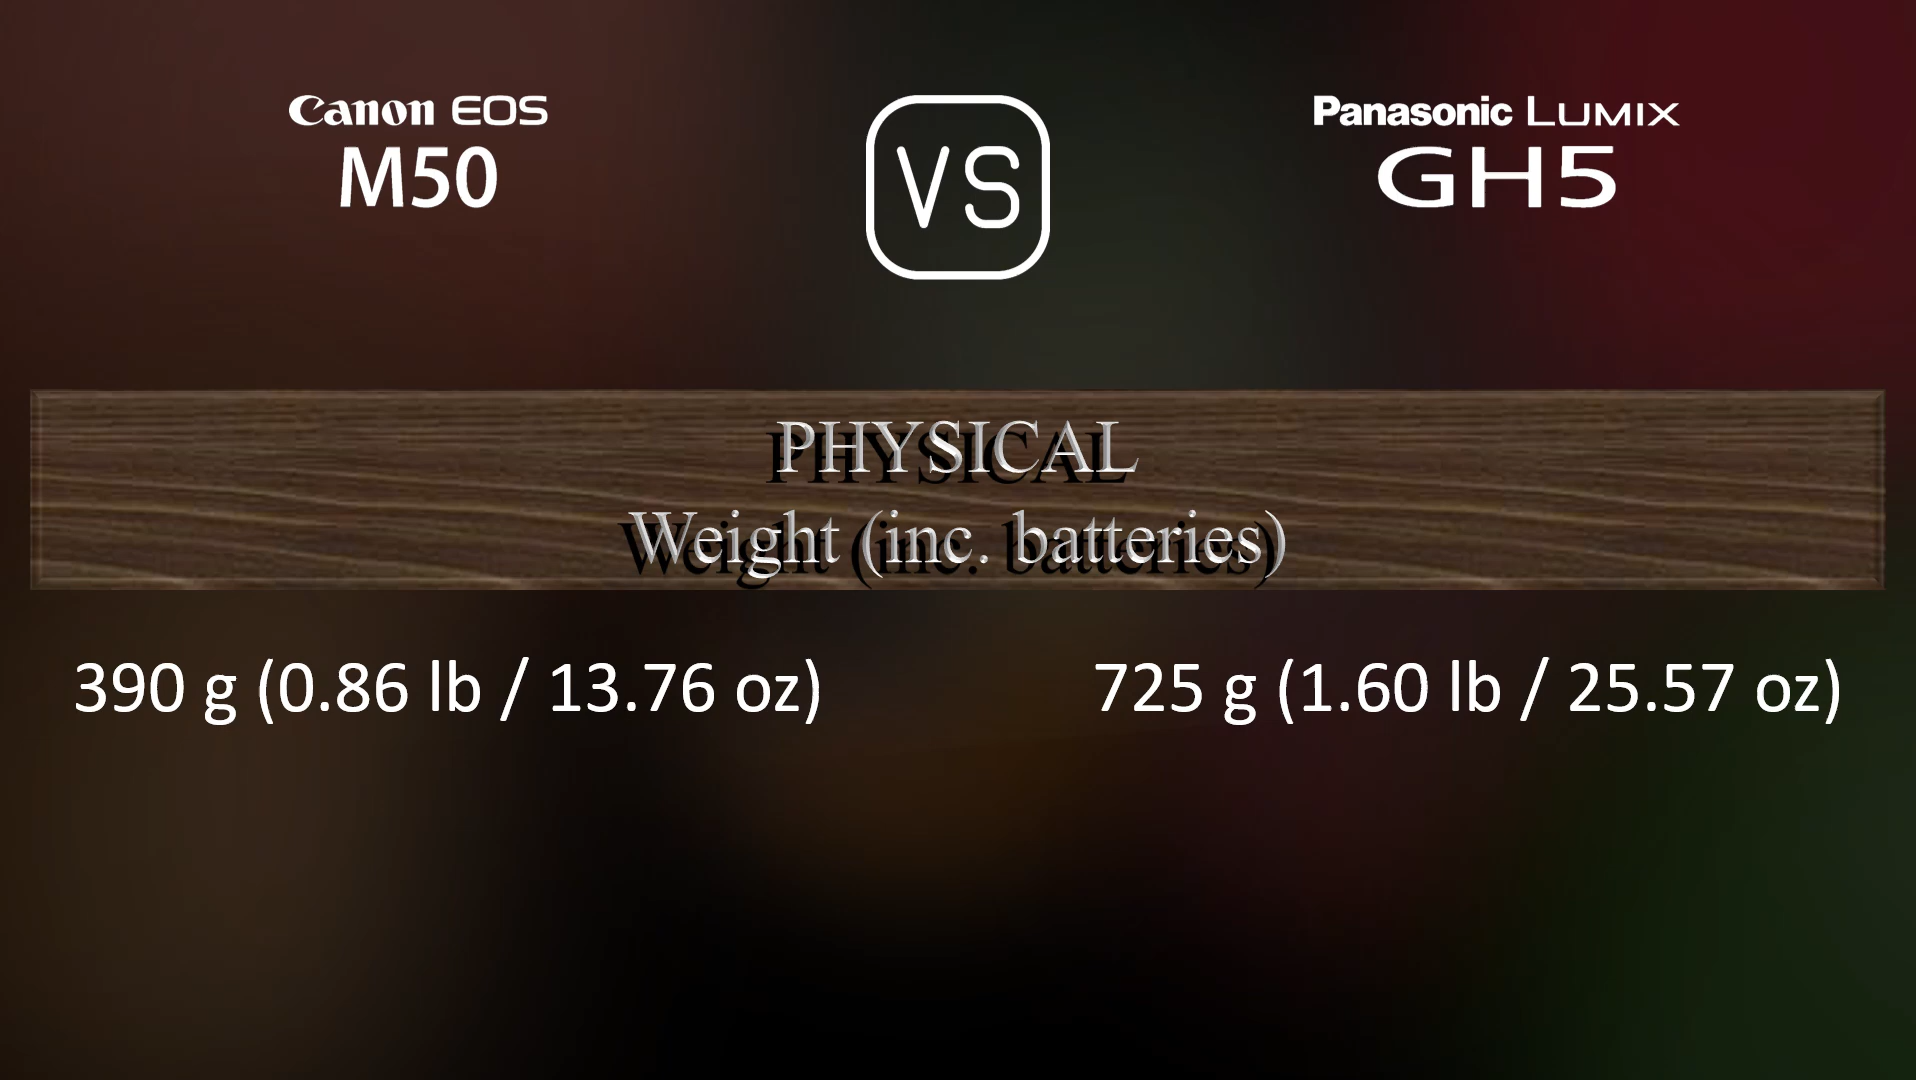 Canon EOS
M50
VS
Panasonic LUMIX
GH5
PHYSICAL
Weight (inc. batteries)
390 g (0.86 lb / 13.76 oz)
725 g (1.60 lb / 25.57 oz)